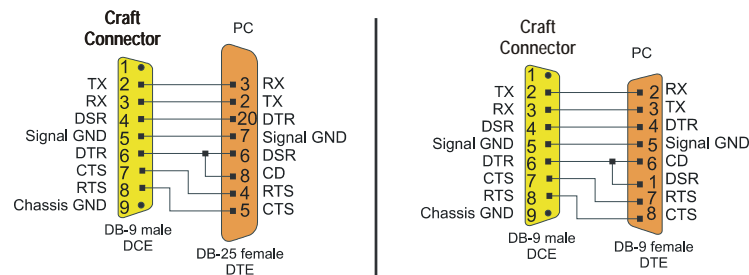 Craft
Connector
PC
1
TX 2 3 RX
RX 3 2 TX
DSR 4 20 DTR
Signal GND 5 7 Signal GND
DTR 6 6 DSR
CTS 7 8 CD
RTS 8 4 RTS
Chassis GND 9 5 CTS
DB-9 male
DCE
DB-25 female
DTE
Craft
Connector
PC
1
TX 2 2 RX
RX 3 3 TX
DSR 4 4 DTR
Signal GND 5 5 Signal GND
DTR 6 6 CD
CTS 7 1 DSR
RTS 8 7 RTS
Chassis GND 9 8 CTS
DB-9 male
DCE
DB-9 female
DTE